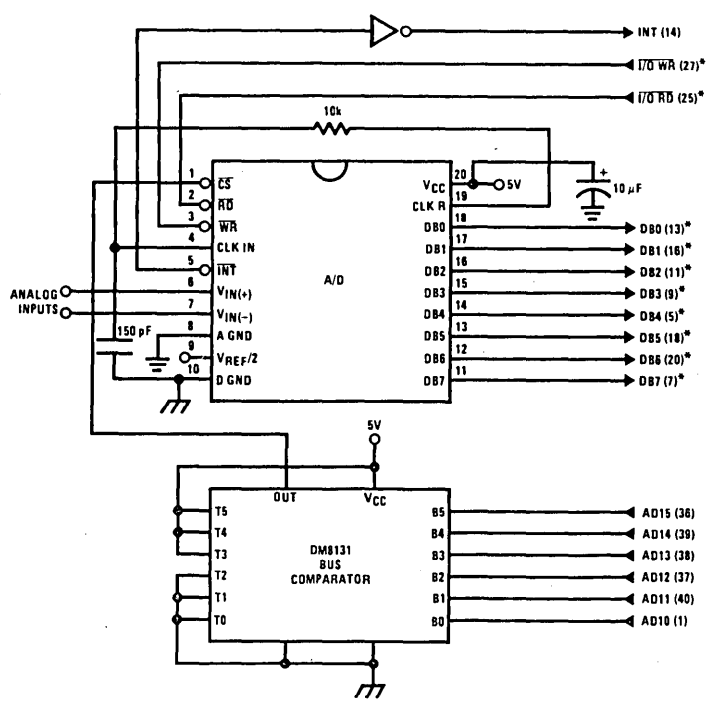 INT (14)
I/O WR (27)*
I/O RD (25)*
10k
1 CS
2 RD
3 WR
4 CLK IN
5 INT
6 VIN(+)
7 VIN(−)
8 A GND
9 VREF/2
10 D GND
ANALOG
INPUTS
150 pF
A/D
20 VCC
5V
+
10 µF
19 CLK R
18 DB0 DB0 (13)*
17 DB1 DB1 (16)*
16 DB2 DB2 (11)*
15 DB3 DB3 (9)*
14 DB4 DB4 (5)*
13 DB5 DB5 (18)*
12 DB6 DB6 (20)*
11 DB7 DB7 (7)*
5V
OUT
VCC
T5
T4
T3
T2
T1
T0
DM8131
BUS
COMPARATOR
B5 AD15 (36)
B4 AD14 (39)
B3 AD13 (38)
B2 AD12 (37)
B1 AD11 (40)
B0 AD10 (1)